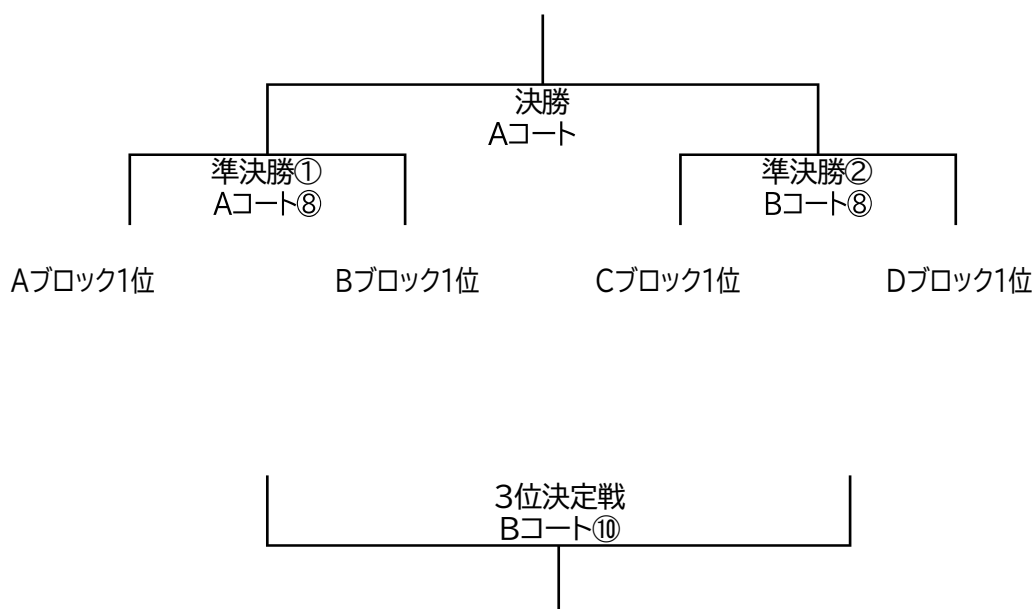 決勝
Aコート
準決勝①
Aコート⑧
準決勝②
Bコート⑧
Aブロック1位
Bブロック1位
Cブロック1位
Dブロック1位
3位決定戦
Bコート⑩